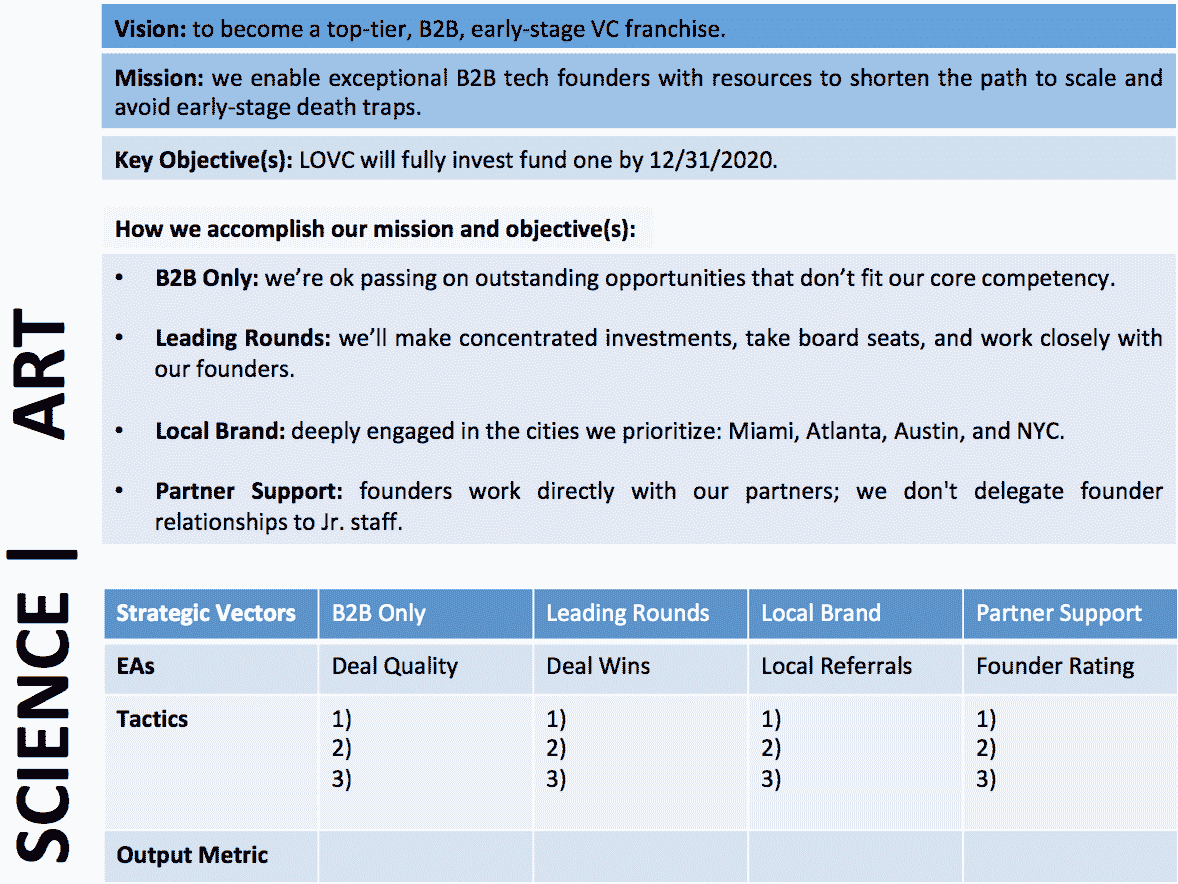 Vision: to become a top-tier, B2B, early-stage VC franchise.
Mission: we enable exceptional B2B tech founders with resources to shorten the path to scale and
avoid early-stage death traps.
Key Objective(s): LOVC will fully invest fund one by 12/31/2020.
ART
How we accomplish our mission and objective(s):
• B2B Only: we’re ok passing on outstanding opportunities that don’t fit our core competency.
• Leading Rounds: we’ll make concentrated investments, take board seats, and work closely with
our founders.
• Local Brand: deeply engaged in the cities we prioritize: Miami, Atlanta, Austin, and NYC.
• Partner Support: founders work directly with our partners; we don't delegate founder
relationships to Jr. staff.
SCIENCE |
Strategic Vectors B2B Only Leading Rounds Local Brand Partner Support
EAs Deal Quality Deal Wins Local Referrals Founder Rating
Tactics 1) 1) 1) 1)
2) 2) 2) 2)
3) 3) 3) 3)
Output Metric